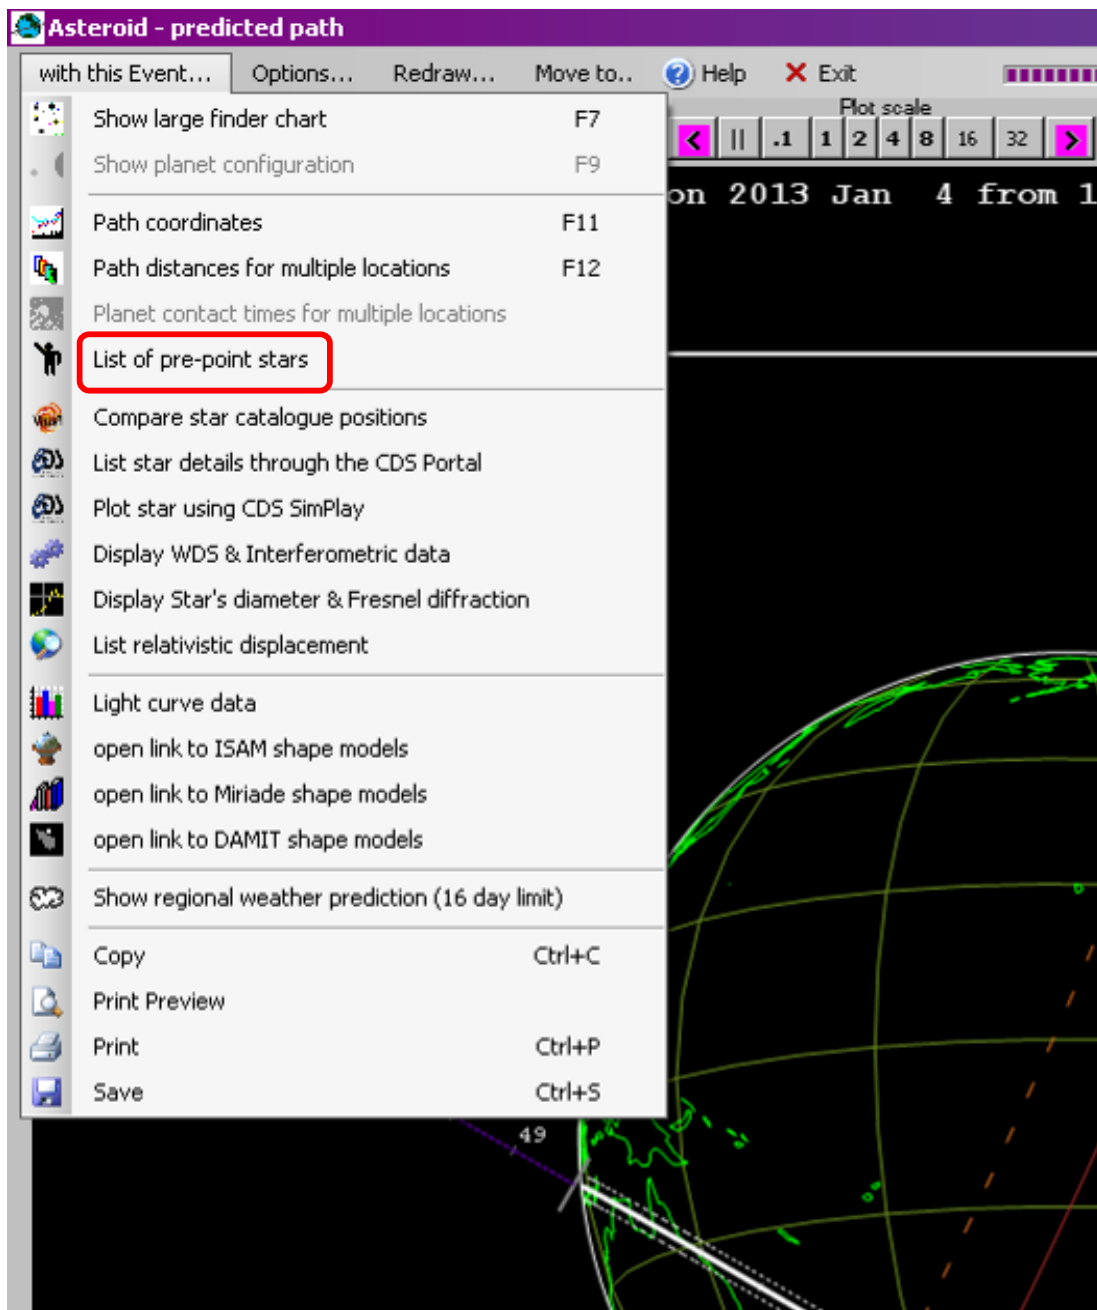 Asteroid - predicted path
with this Event... Options... Redraw... Move to.. Help Exit
Plot scale
.1 1 2 4 8 16 32
on 2013 Jan 4 from 1
Show large finder chart F7
Show planet configuration F9
Path coordinates F11
Path distances for multiple locations F12
Planet contact times for multiple locations
List of pre-point stars
Compare star catalogue positions
List star details through the CDS Portal
Plot star using CDS SimPlay
Display WDS & Interferometric data
Display Star's diameter & Fresnel diffraction
List relativistic displacement
Light curve data
open link to ISAM shape models
open link to Miriade shape models
open link to DAMIT shape models
Show regional weather prediction (16 day limit)
Copy Ctrl+C
Print Preview
Print Ctrl+P
Save Ctrl+S
49